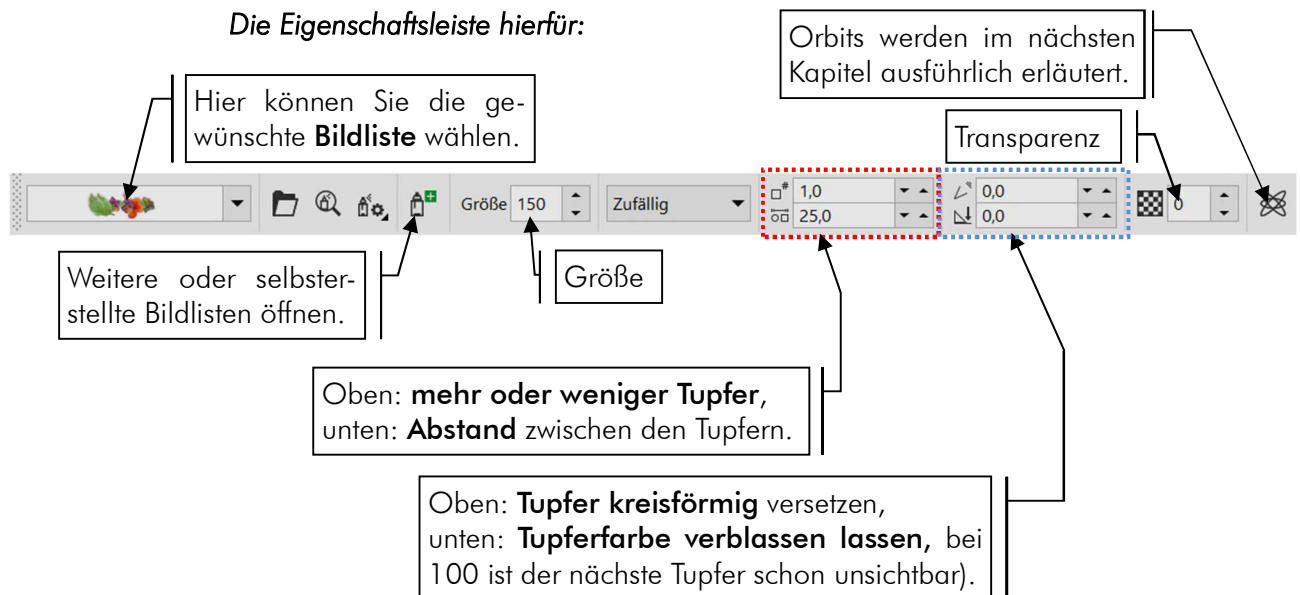 Die Eigenschaftsleiste hierfür:
Orbits werden im nächsten
Kapitel ausführlich erläutert.
Hier können Sie die ge-
wünschte Bildliste wählen.
Transparenz
Größe 150
Zufällig
1,0
25,0
0,0
0,0
0
Weitere oder selbster-
stellte Bildlisten öffnen.
Größe
Oben: mehr oder weniger Tupfer,
unten: Abstand zwischen den Tupfern.
Oben: Tupfer kreisförmig versetzen,
unten: Tupferfarbe verblassen lassen, bei
100 ist der nächste Tupfer schon unsichtbar).